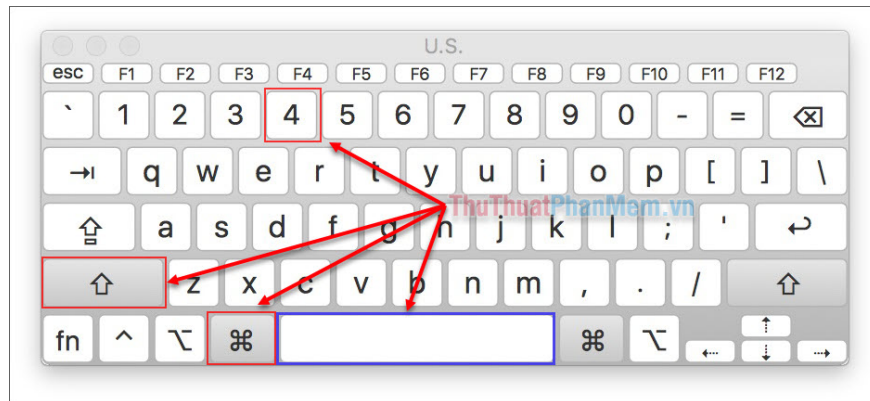 U.S.
esc F1 F2 F3 F4 F5 F6 F7 F8 F9 F10 F11 F12
` 1 2 3 4 5 6 7 8 9 0 - = ⌫
⇥ q w e r t y u i o p [ ] \
ThuThuatPhanMem.vn
⇪ a s d f g h j k l ; ' ↩
⇧ z x c v b n m , . / ⇧
fn ^ ⌥ ⌘ ⌘ ⌥ ⇠ ⇡ ⇣ ⇢